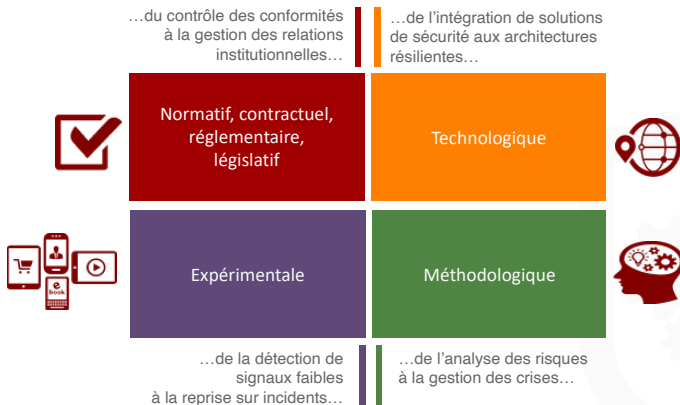 …du contrôle des conformités
à la gestion des relations
institutionnelles…
…de l'intégration de solutions
de sécurité aux architectures
résilientes…
Normatif, contractuel,
réglementaire,
législatif
Technologique
Expérimentale
Méthodologique
e
book
…de la détection de
signaux faibles
à la reprise sur incidents…
…de l'analyse des risques
à la gestion des crises…